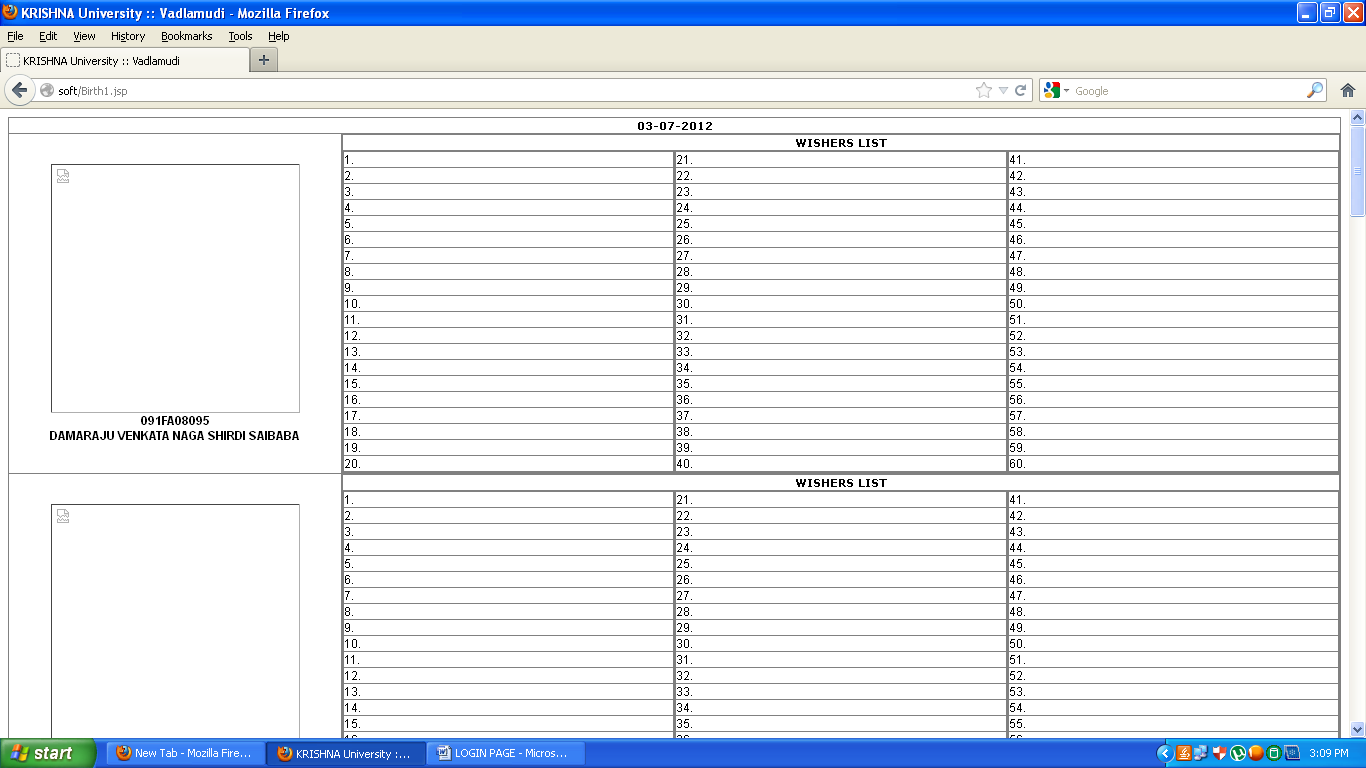 KRISHNA University :: Vadlamudi - Mozilla Firefox
File Edit View History Bookmarks Tools Help
KRISHNA University :: Vadlamudi
soft/Birth1.jsp
Google
03-07-2012
WISHERS LIST
1. 21. 41.
2. 22. 42.
3. 23. 43.
4. 24. 44.
5. 25. 45.
6. 26. 46.
7. 27. 47.
8. 28. 48.
9. 29. 49.
10. 30. 50.
11. 31. 51.
12. 32. 52.
13. 33. 53.
14. 34. 54.
15. 35. 55.
16. 36. 56.
17. 37. 57.
18. 38. 58.
19. 39. 59.
20. 40. 60.
091FA08095
DAMARAJU VENKATA NAGA SHIRDI SAIBABA
WISHERS LIST
1. 21. 41.
2. 22. 42.
3. 23. 43.
4. 24. 44.
5. 25. 45.
6. 26. 46.
7. 27. 47.
8. 28. 48.
9. 29. 49.
10. 30. 50.
11. 31. 51.
12. 32. 52.
13. 33. 53.
14. 34. 54.
15. 35. 55.
start
New Tab - Mozilla Fire...
KRISHNA University :...
LOGIN PAGE - Micros...
3:09 PM